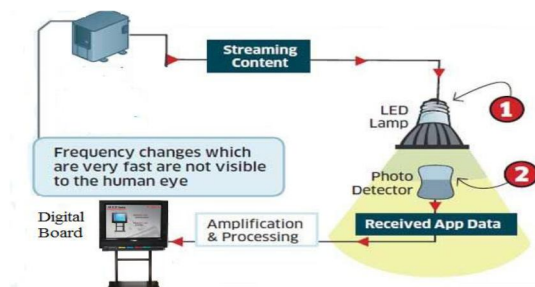 Streaming
Content
1
LED
Lamp
Frequency changes which
are very fast are not visible
to the human eye
Photo
Detector
2
Digital
Board
Amplification
& Processing
Received App Data